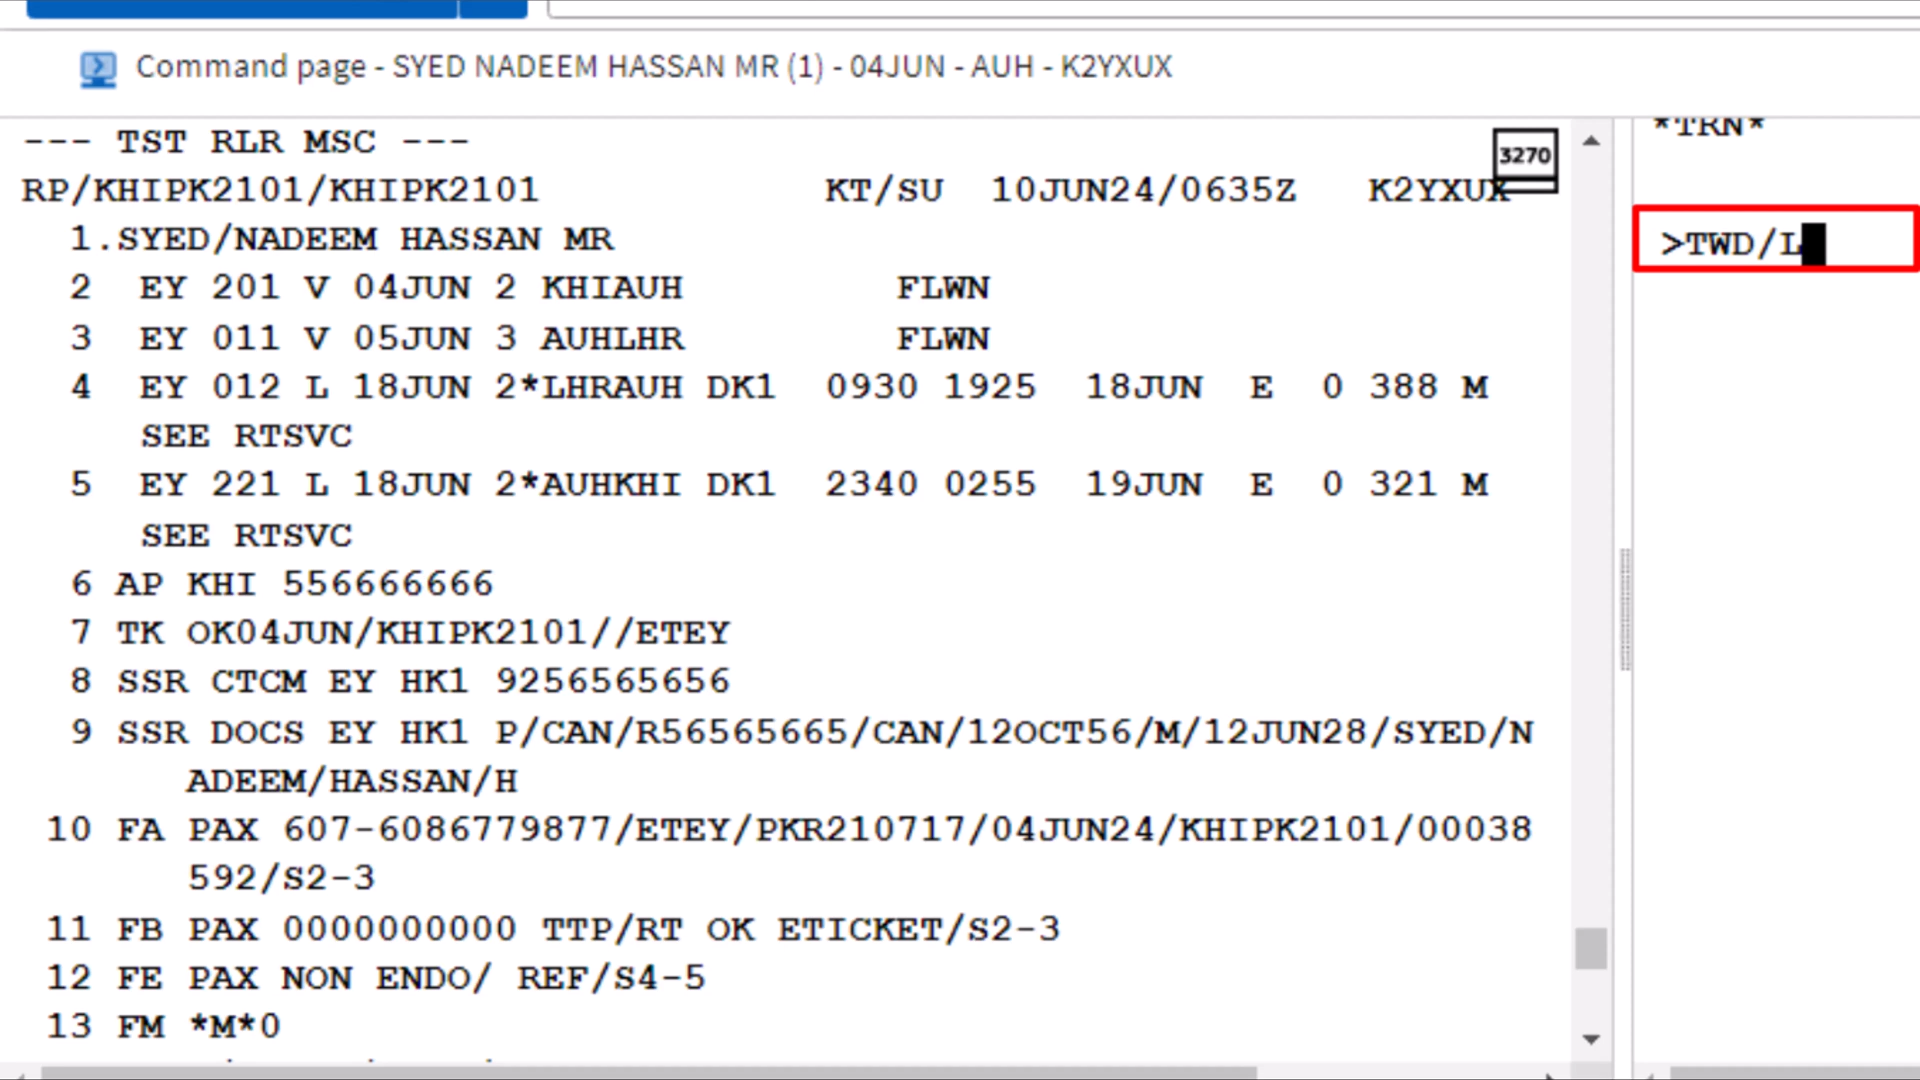 Command page - SYED NADEEM HASSAN MR (1) - 04JUN - AUH - K2YXUX
--- TST RLR MSC ---
3270
RP/KHIPK2101/KHIPK2101 KT/SU 10JUN24/0635Z K2YXUX
1.SYED/NADEEM HASSAN MR
2 EY 201 V 04JUN 2 KHIAUH FLWN
3 EY 011 V 05JUN 3 AUHLHR FLWN
4 EY 012 L 18JUN 2*LHRAUH DK1 0930 1925 18JUN E 0 388 M
SEE RTSVC
5 EY 221 L 18JUN 2*AUHKHI DK1 2340 0255 19JUN E 0 321 M
SEE RTSVC
6 AP KHI 556666666
7 TK OK04JUN/KHIPK2101//ETEY
8 SSR CTCM EY HK1 9256565656
9 SSR DOCS EY HK1 P/CAN/R56565665/CAN/12OCT56/M/12JUN28/SYED/N
ADEEM/HASSAN/H
10 FA PAX 607-6086779877/ETEY/PKR210717/04JUN24/KHIPK2101/00038
592/S2-3
11 FB PAX 0000000000 TTP/RT OK ETICKET/S2-3
12 FE PAX NON ENDO/ REF/S4-5
13 FM *M*0
*TRN*
>TWD/L